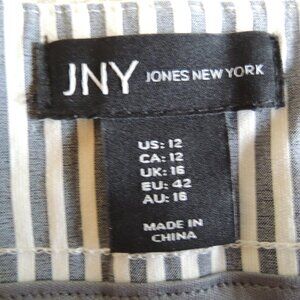 JNY JONES NEW YORK
US: 12
CA: 12
UK: 16
EU: 42
AU: 16
MADE IN
CHINA